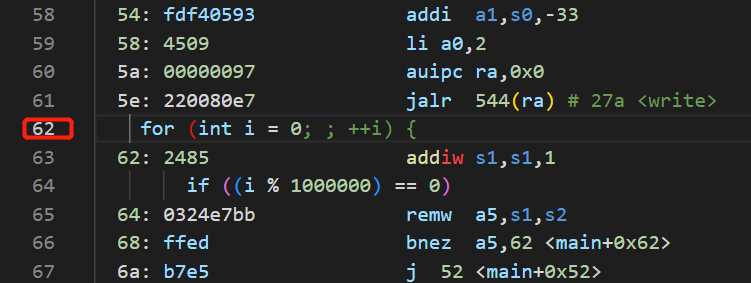 58 54: fdf40593 addi a1,s0,-33
59 58: 4509 li a0,2
60 5a: 00000097 auipc ra,0x0
61 5e: 220080e7 jalr 544(ra) # 27a <write>
62 for (int i = 0; ; ++i) {
63 62: 2485 addiw s1,s1,1
64 if ((i % 1000000) == 0)
65 64: 0324e7bb remw a5,s1,s2
66 68: ffed bnez a5,62 <main+0x62>
67 6a: b7e5 j 52 <main+0x52>